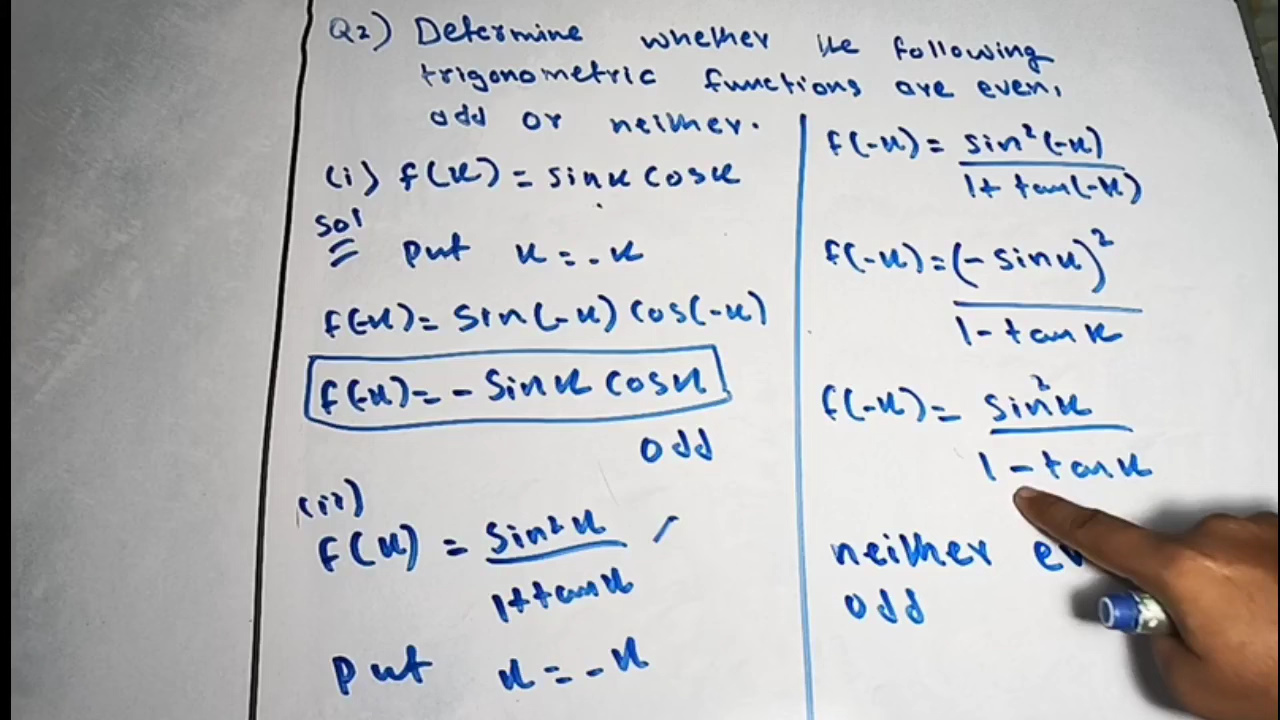 Q2) Determine whether the following
trigonometric functions are even,
odd or neither.
(i) f(x) = sinx cosx
Sol
put x = -x
f(-x) = sin(-x) cos(-x)
f(-x) = - sinx cosx
odd
(ii)
f(x) = sin²x / 1+tanx
put x = -x
f(-x) = sin²(-x) / 1+ tan(-x)
f(-x) = (- sinx)² / 1 - tanx
f(-x) = sin²x / 1 - tanx
neither
odd